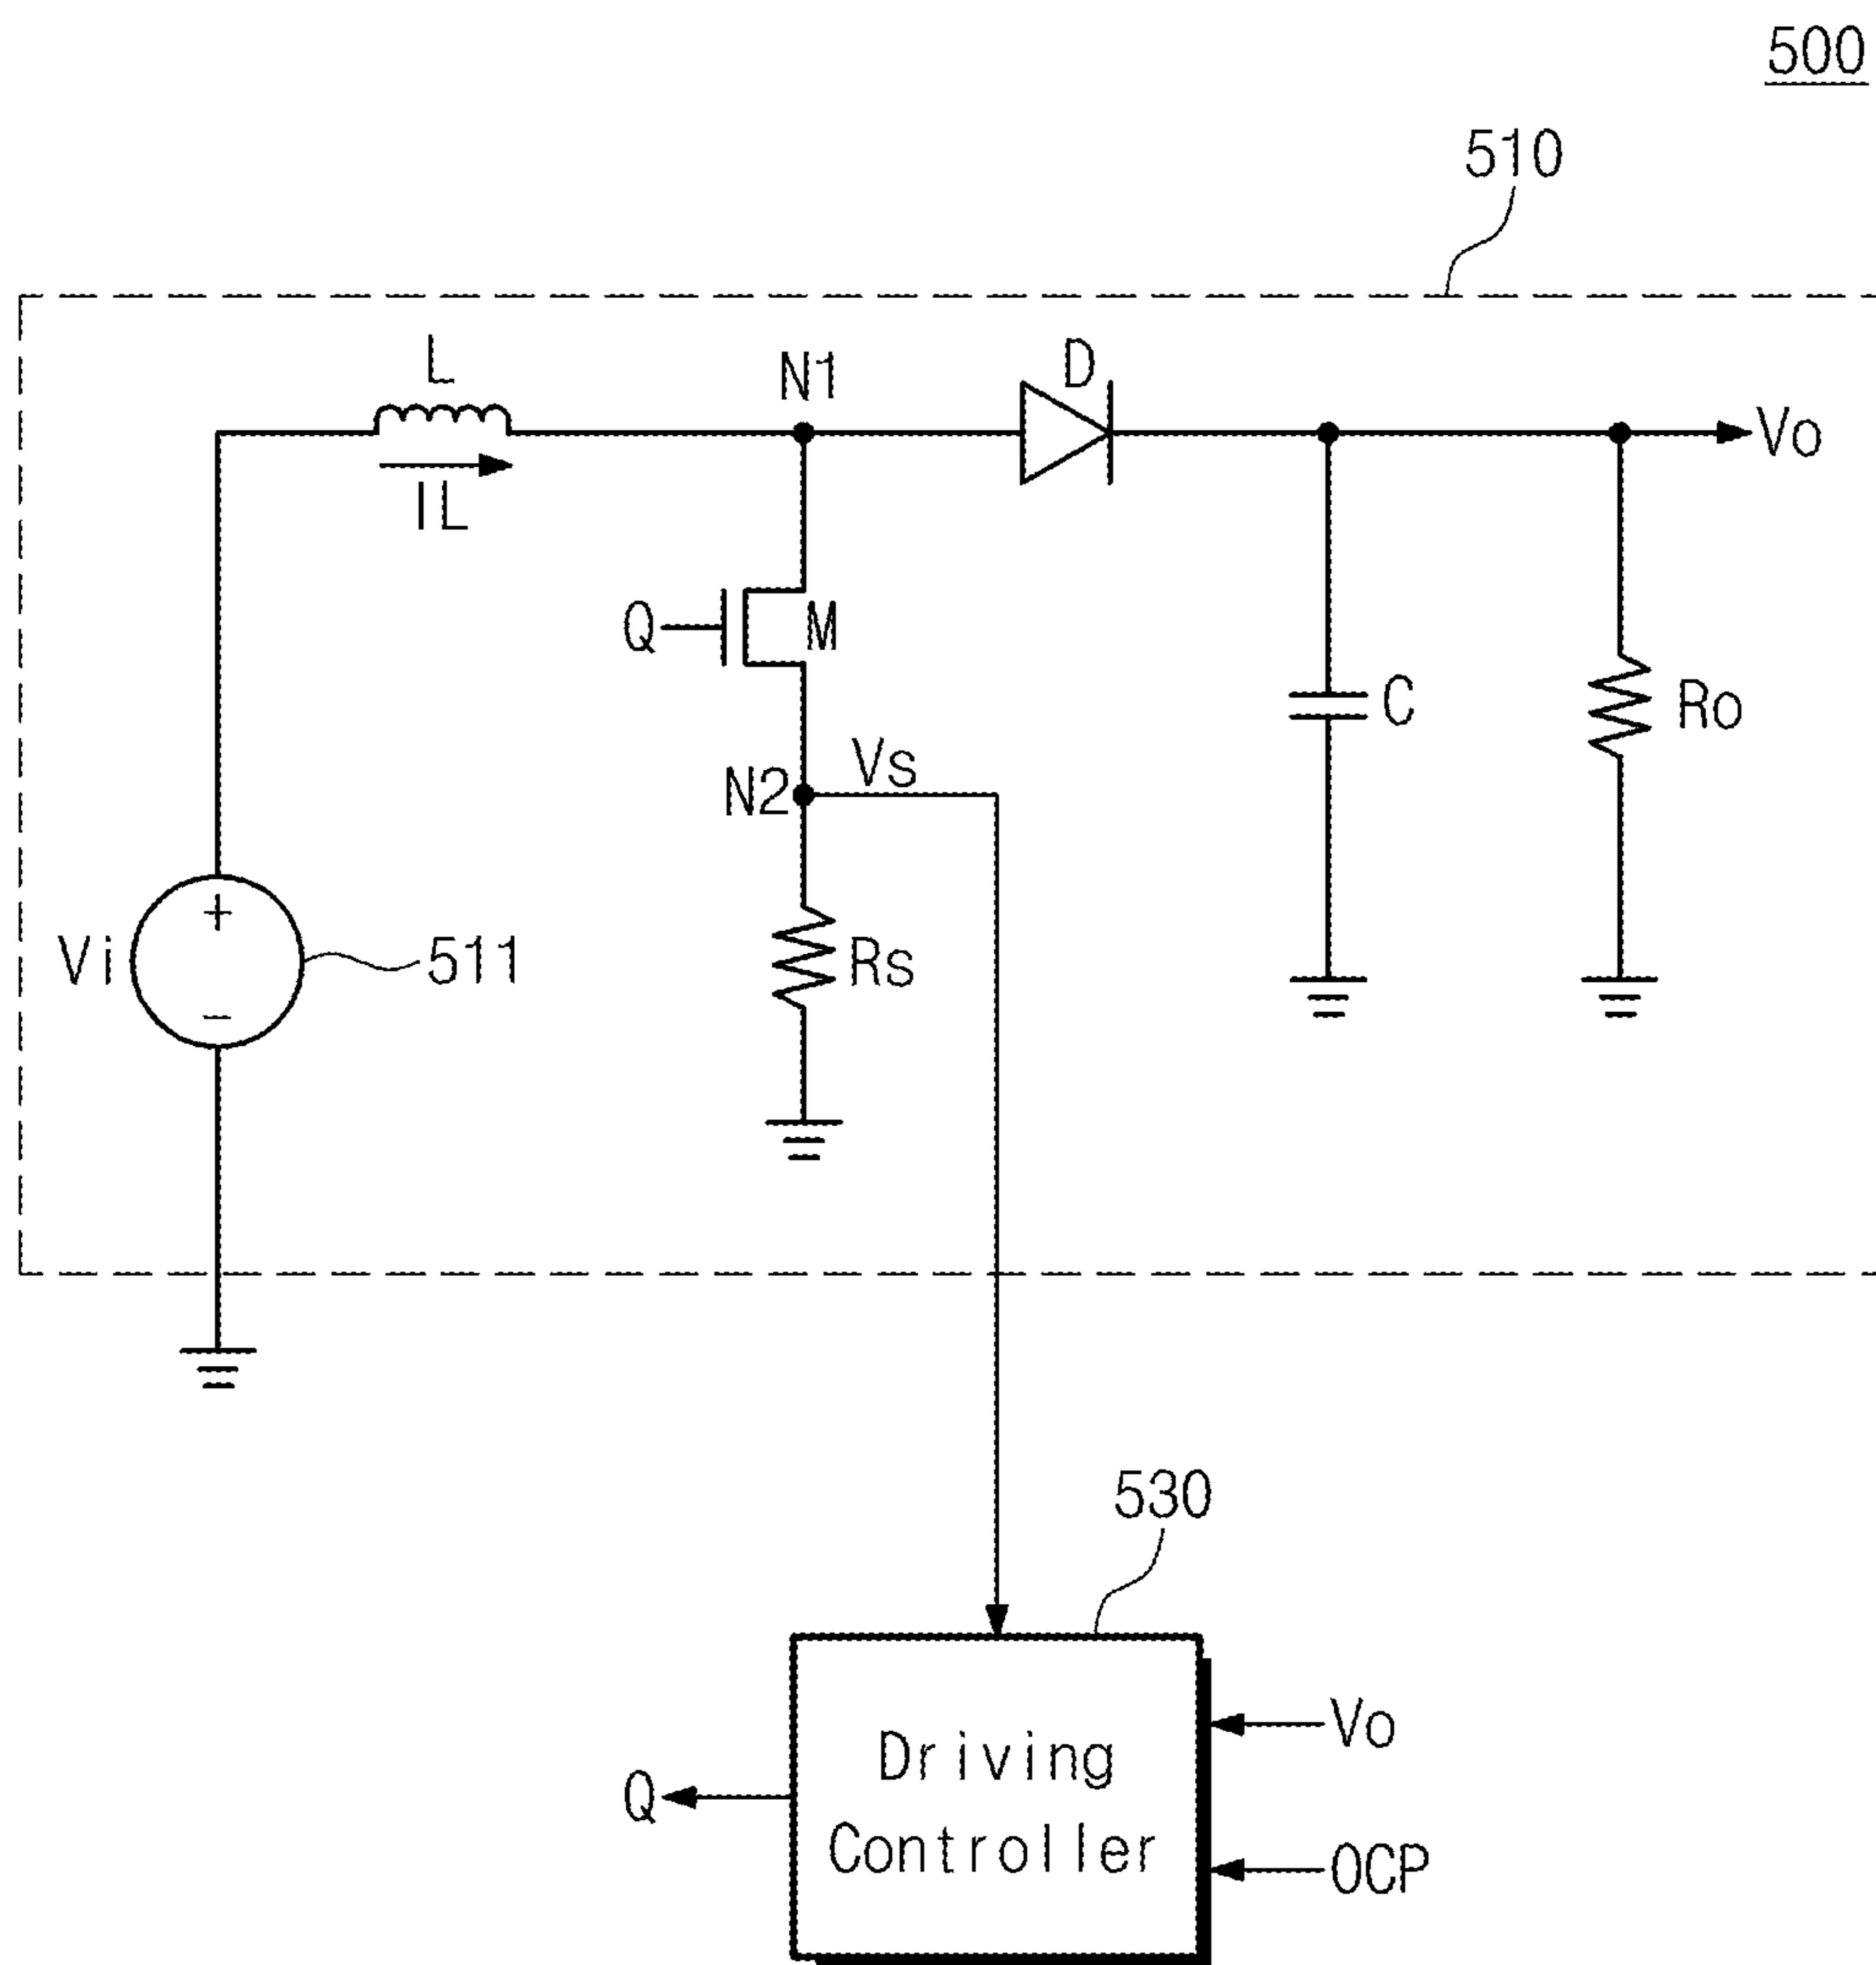 500
510
L
N1
D
Vo
IL
Q
M
C
Ro
Vs
N2
Vi
+
−
511
Rs
530
Driving
Controller
Vo
Q
OCP